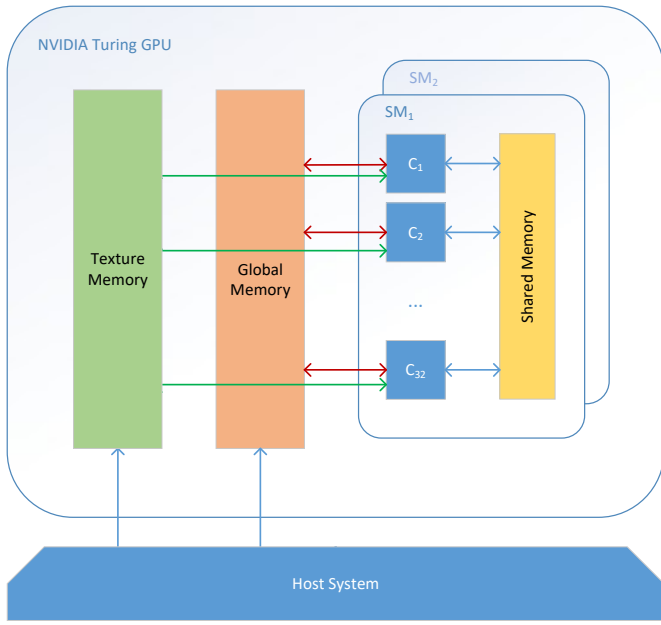 NVIDIA Turing GPU
SM₂
SM₁
C₁
C₂
...
C₃₂
Texture
Memory
Global
Memory
Shared Memory
Host System